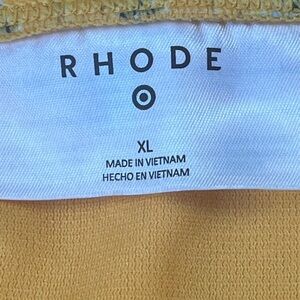 RHODE
XL
MADE IN VIETNAM
HECHO EN VIETNAM